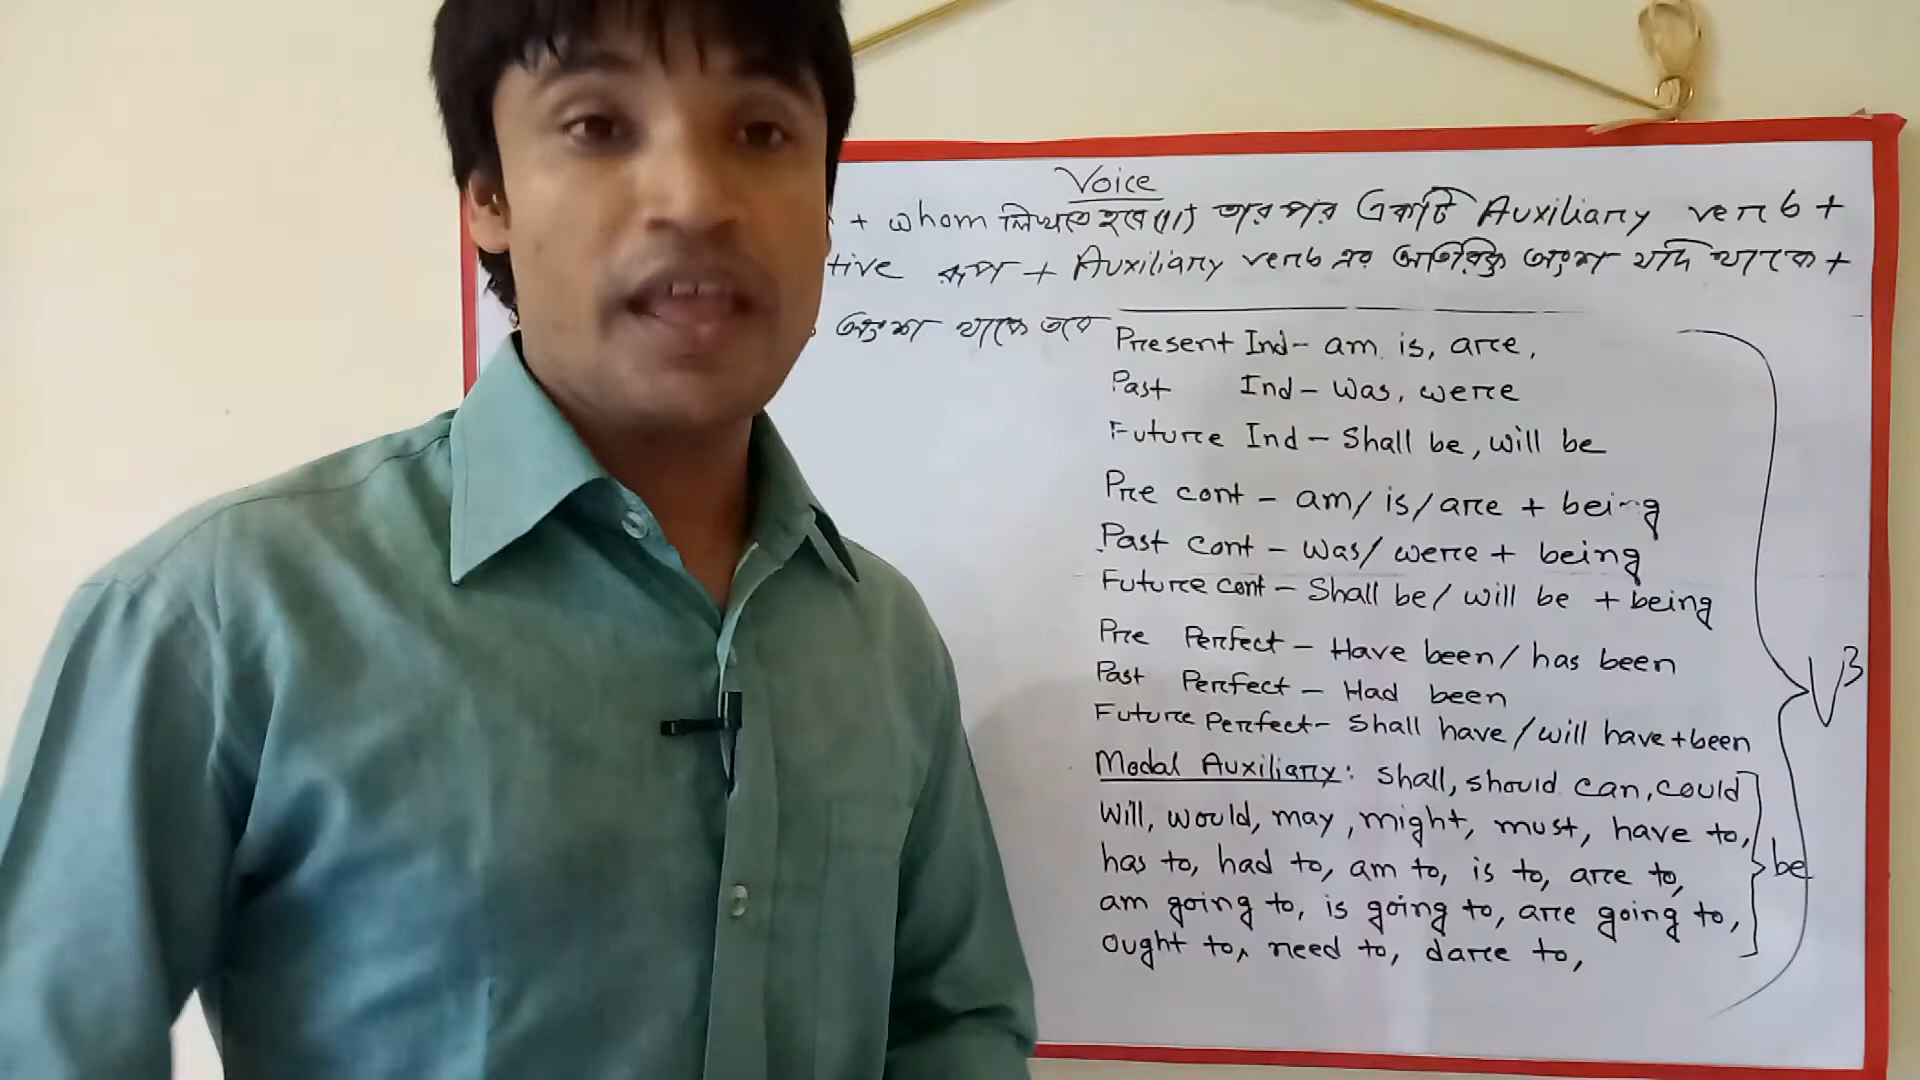 Voice
+ whom লিখতে হবে (11) তারপর একটি Auxiliary verb +
tive রূপ + Auxiliary verb এর অতিরিক্ত অংশ যদি থাকে +
অংশ থাকে তবে
Present Ind - am is, are,
Past Ind - was, were
Future Ind - Shall be, will be
Pre cont - am/ is/ are + being
Past cont - Was/ were + being
Future cont - Shall be/ will be + being
Pre Perfect - Have been/ has been
Past Perfect - Had been
Future Perfect - Shall have / will have + been
Modal Auxiliary: shall, should can, could
will, would, may, might, must, have to,
has to, had to, am to, is to, are to,
am going to, is going to, are going to,
ought to, need to, dare to,
be
V3